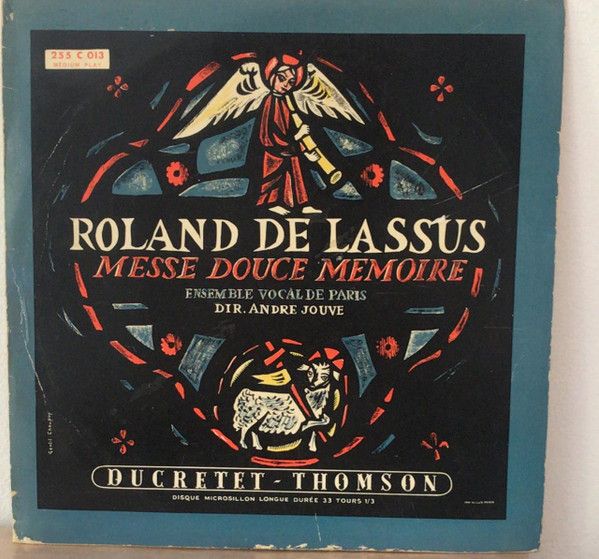 255 C 013
MEDIUM PLAY
ROLAND DE LASSUS
MESSE DOUCE MEMOIRE
ENSEMBLE VOCAL DE PARIS
DIR. ANDRE JOUVE
DUCRETET - THOMSON
DISQUE MICROSILLON LONGUE DURÉE 33 TOURS 1/3